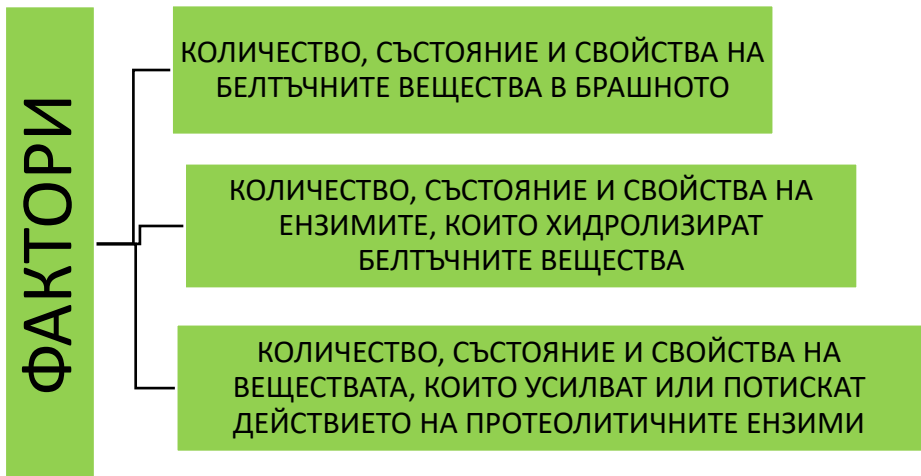 ФАКТОРИ
КОЛИЧЕСТВО, СЪСТОЯНИЕ И СВОЙСТВА НА
БЕЛТЪЧНИТЕ ВЕЩЕСТВА В БРАШНОТО
КОЛИЧЕСТВО, СЪСТОЯНИЕ И СВОЙСТВА НА
ЕНЗИМИТЕ, КОИТО ХИДРОЛИЗИРАТ
БЕЛТЪЧНИТЕ ВЕЩЕСТВА
КОЛИЧЕСТВО, СЪСТОЯНИЕ И СВОЙСТВА НА
ВЕЩЕСТВАТА, КОИТО УСИЛВАТ ИЛИ ПОТИСКАТ
ДЕЙСТВИЕТО НА ПРОТЕОЛИТИЧНИТЕ ЕНЗИМИ